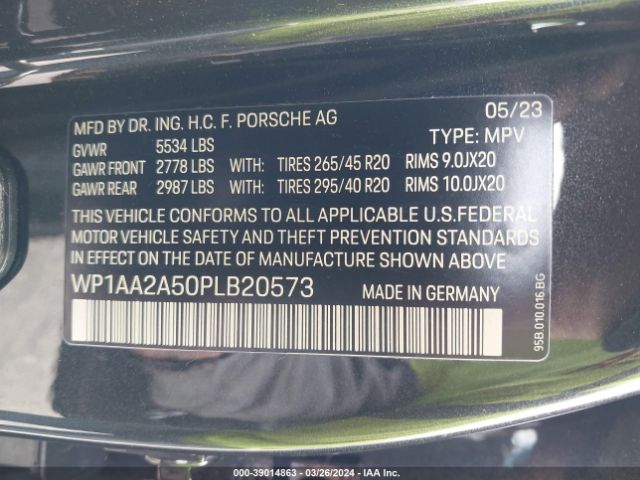 MFD BY DR. ING. H.C. F. PORSCHE AG 05/23
GVWR 5534 LBS TYPE: MPV
GAWR FRONT 2778 LBS WITH: TIRES 265/45 R20 RIMS 9.0JX20
GAWR REAR 2987 LBS WITH: TIRES 295/40 R20 RIMS 10.0JX20
THIS VEHICLE CONFORMS TO ALL APPLICABLE U.S.FEDERAL
MOTOR VEHICLE SAFETY AND THEFT PREVENTION STANDARDS
IN EFFECT ON THE DATE OF MANUFACTURE SHOWN ABOVE.
WP1AA2A50PLB20573 MADE IN GERMANY
95B.010.016.BG
000-39014863 | 03/26/2024 | IAA Inc.